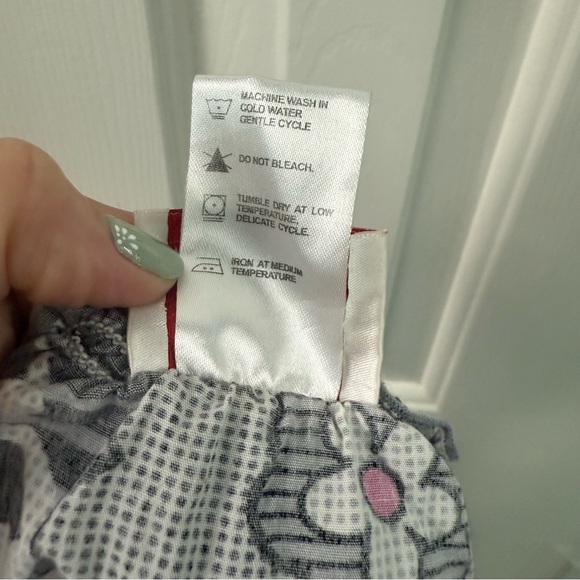 MACHINE WASH IN
COLD WATER
GENTLE CYCLE
DO NOT BLEACH.
TUMBLE DRY AT LOW
TEMPERATURE,
DELICATE CYCLE.
IRON AT MEDIUM
TEMPERATURE